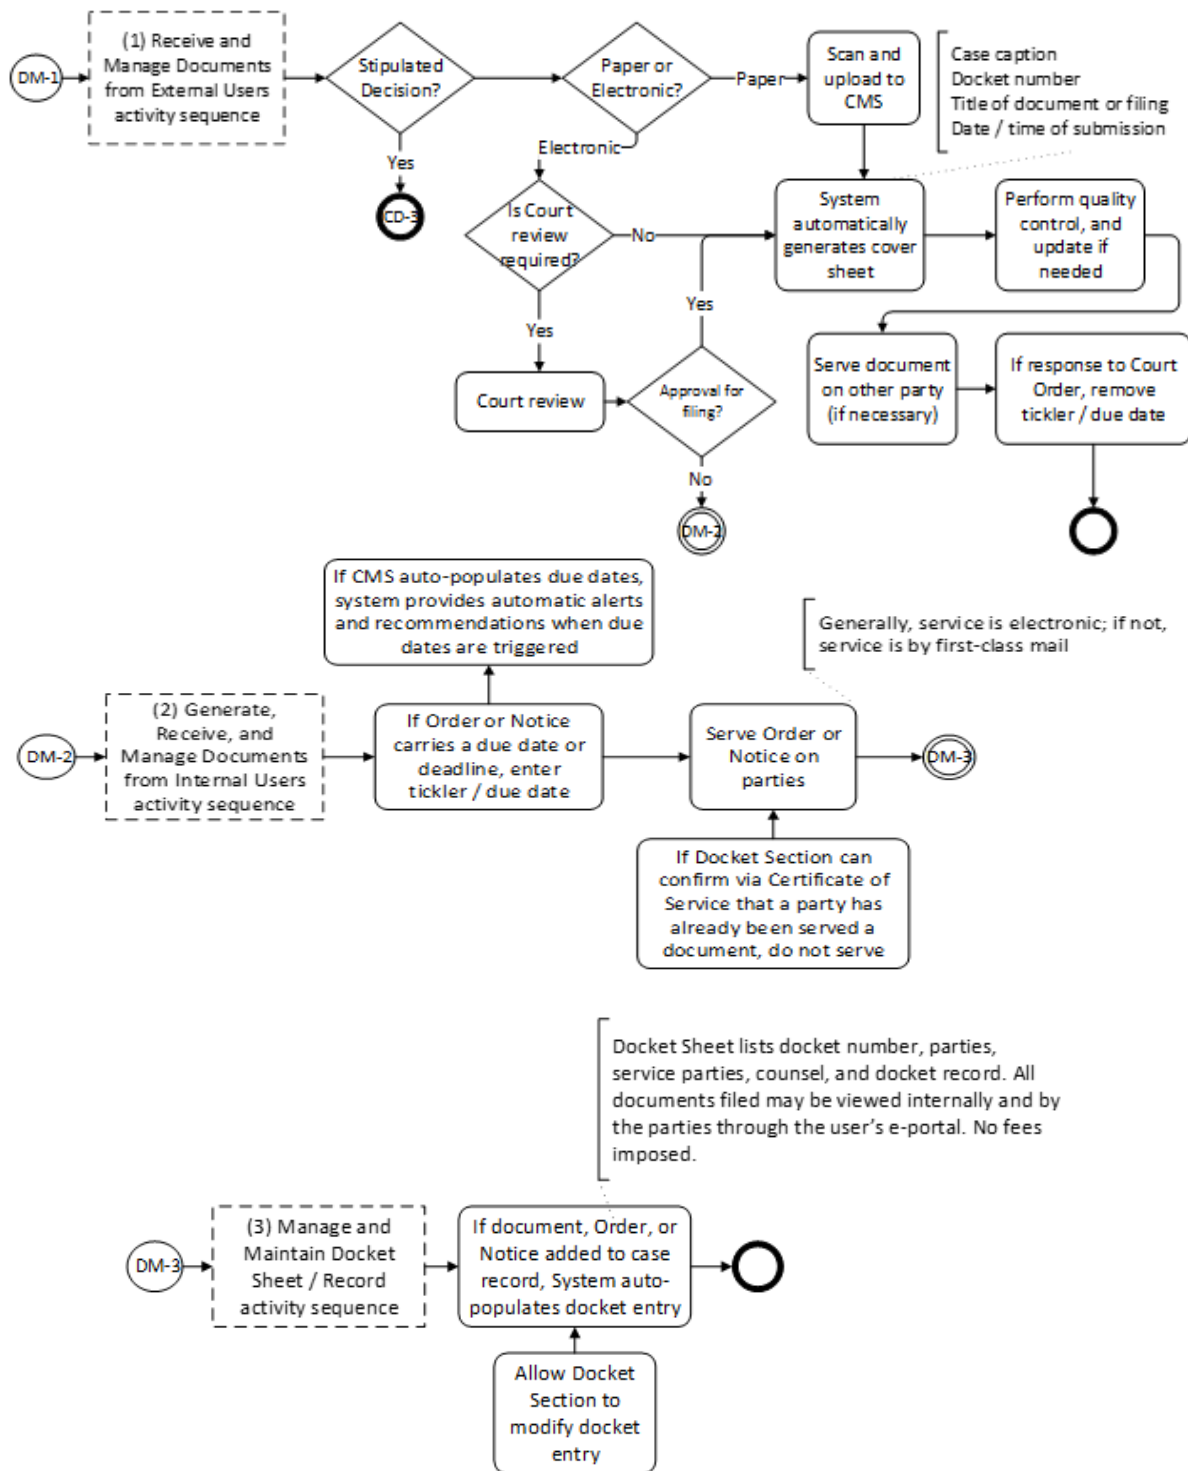 DM-1
(1) Receive and
Manage Documents
from External Users
activity sequence
Stipulated
Decision?
Yes
CD-3
Paper or
Electronic?
Paper
Electronic
Scan and
upload to
CMS
Case caption
Docket number
Title of document or filing
Date / time of submission
Is Court
review
required?
No
Yes
System
automatically
generates cover
sheet
Perform quality
control, and
update if
needed
Court review
Approval for
filing?
Yes
No
DM-2
Serve document
on other party
(if necessary)
If response to Court
Order, remove
tickler / due date
If CMS auto-populates due dates,
system provides automatic alerts
and recommendations when due
dates are triggered
Generally, service is electronic; if not,
service is by first-class mail
DM-2
(2) Generate,
Receive, and
Manage Documents
from Internal Users
activity sequence
If Order or Notice
carries a due date or
deadline, enter
tickler / due date
Serve Order or
Notice on
parties
DM-3
If Docket Section can
confirm via Certificate of
Service that a party has
already been served a
document, do not serve
Docket Sheet lists docket number, parties,
service parties, counsel, and docket record. All
documents filed may be viewed internally and by
the parties through the user's e-portal. No fees
imposed.
DM-3
(3) Manage and
Maintain Docket
Sheet / Record
activity sequence
If document, Order, or
Notice added to case
record, System auto-
populates docket entry
Allow Docket
Section to
modify docket
entry